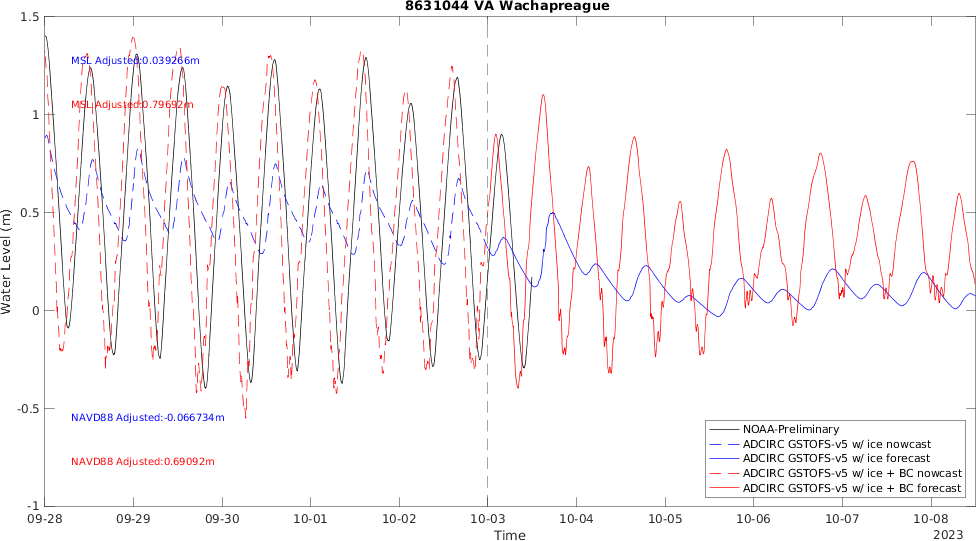 8631044 VA Wachapreague
1.5
1
0.5
0
-0.5
-1
Water Level (m)
MSL Adjusted:0.039266m
MSL Adjusted:0.79692m
NAVD88 Adjusted:-0.066734m
NAVD88 Adjusted:0.69092m
NOAA-Preliminary
ADCIRC GSTOFS-v5 w/ ice nowcast
ADCIRC GSTOFS-v5 w/ ice forecast
ADCIRC GSTOFS-v5 w/ ice + BC nowcast
ADCIRC GSTOFS-v5 w/ ice + BC forecast
09-28 09-29 09-30 10-01 10-02 10-03 10-04 10-05 10-06 10-07 10-08
Time
2023